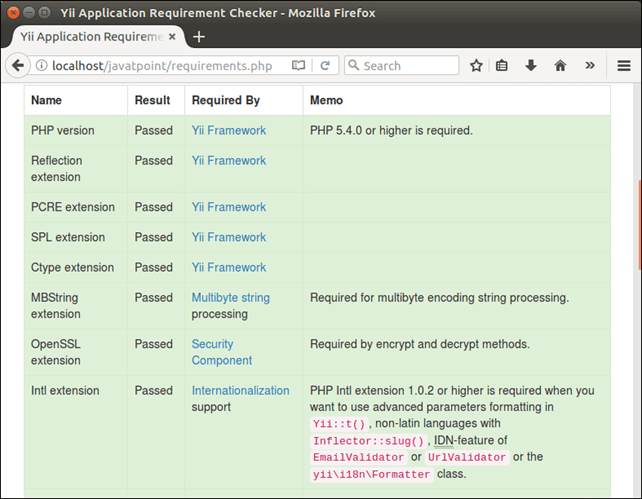 Yii Application Requirement Checker - Mozilla Firefox
Yii Application Requireme
localhost/javatpoint/requirements.php
Search
Name Result Required By Memo
PHP version Passed Yii Framework PHP 5.4.0 or higher is required.
Reflection Passed Yii Framework
extension
PCRE extension Passed Yii Framework
SPL extension Passed Yii Framework
Ctype extension Passed Yii Framework
MBString Passed Multibyte string Required for multibyte encoding string processing.
extension processing
OpenSSL Passed Security Required by encrypt and decrypt methods.
extension Component
Intl extension Passed Internationalization PHP Intl extension 1.0.2 or higher is required when you
support want to use advanced parameters formatting in
Yii::t(), non-latin languages with
Inflector::slug(), IDN-feature of
EmailValidator or UrlValidator or the
yii\i18n\Formatter class.